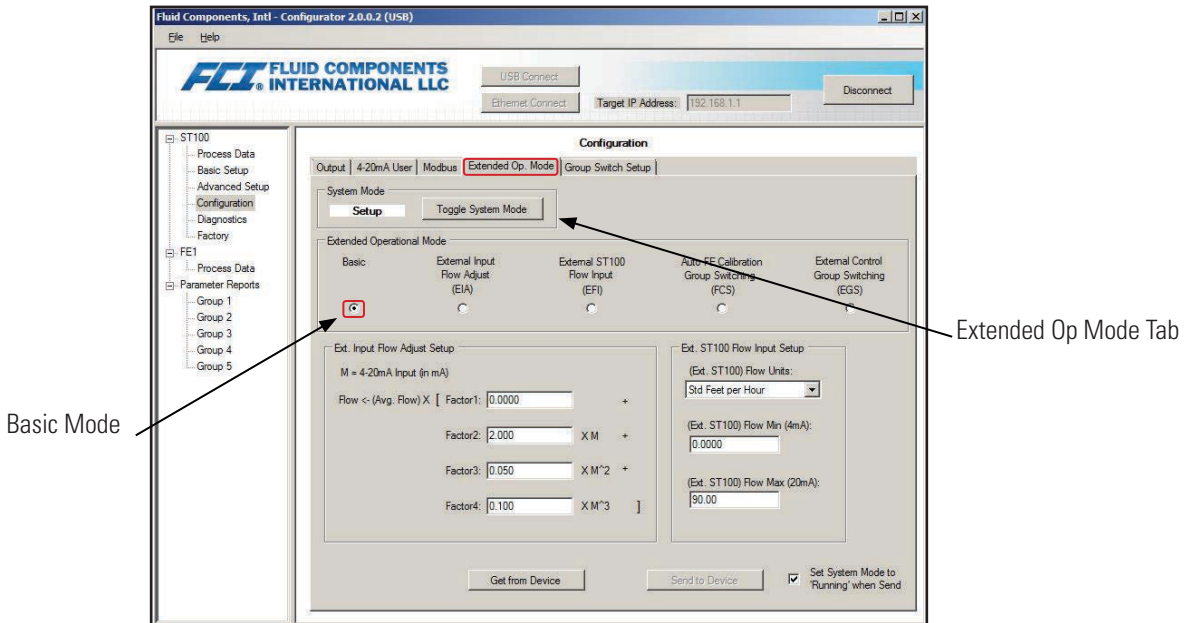 Fluid Components, Intl - Configurator 2.0.0.2 (USB)
File Help
FCI® FLUID COMPONENTS
INTERNATIONAL LLC
USB Connect
Ethernet Connect
Target IP Address: 192.168.1.1
Disconnect
ST100
Process Data
Basic Setup
Advanced Setup
Configuration
Diagnostics
Factory
FE1
Process Data
Parameter Reports
Group 1
Group 2
Group 3
Group 4
Group 5
Configuration
Output 4-20mA User Modbus Extended Op. Mode Group Switch Setup
System Mode
Setup Toggle System Mode
Extended Operational Mode
Basic
External Input
Flow Adjust
(EIA)
External ST100
Flow Input
(EFI)
Auto FE Calibration
Group Switching
(FCS)
External Control
Group Switching
(EGS)
Ext. Input Flow Adjust Setup
M = 4-20mA Input (in mA)
Flow <- (Avg. Flow) X [ Factor1: 0.0000 +
Factor2: 2.000 X M +
Factor3: 0.050 X M^2 +
Factor4: 0.100 X M^3 ]
Ext. ST100 Flow Input Setup
(Ext. ST100) Flow Units:
Std Feet per Hour
(Ext. ST100) Flow Min (4mA):
0.0000
(Ext. ST100) Flow Max (20mA):
90.00
Get from Device
Send to Device
Set System Mode to
'Running' when Send
Basic Mode
Extended Op Mode Tab